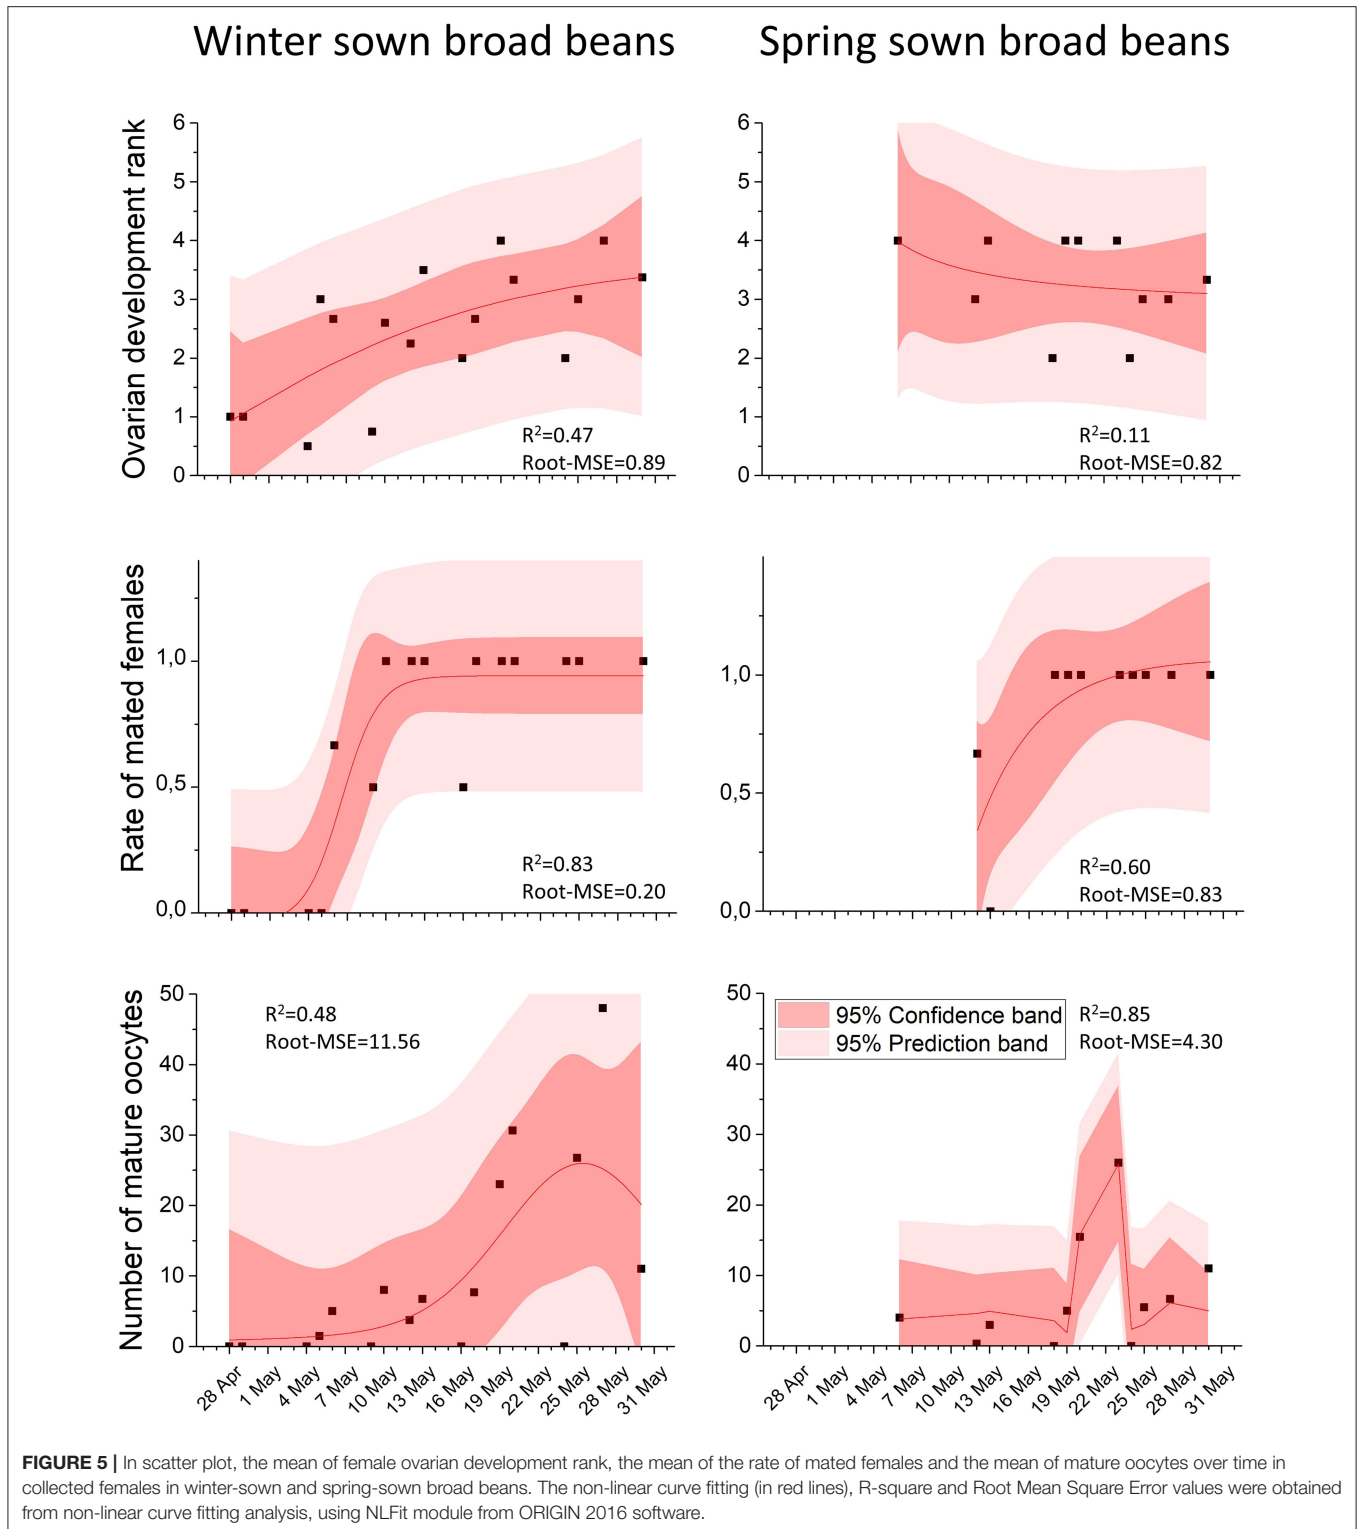 Winter sown broad beans
Spring sown broad beans
Ovarian development rank
6
5
4
3
2
1
0
R²=0.47
Root-MSE=0.89
6
5
4
3
2
1
0
R²=0.11
Root-MSE=0.82
Rate of mated females
1,0
0,5
0,0
R²=0.83
Root-MSE=0.20
1,0
0,5
0,0
R²=0.60
Root-MSE=0.83
Number of mature oocytes
50
40
30
20
10
0
R²=0.48
Root-MSE=11.56
28 Apr
1 May
4 May
7 May
10 May
13 May
16 May
19 May
22 May
25 May
28 May
31 May
50
40
30
20
10
0
95% Confidence band
95% Prediction band
R²=0.85
Root-MSE=4.30
28 Apr
1 May
4 May
7 May
10 May
13 May
16 May
19 May
22 May
25 May
28 May
31 May
FIGURE 5 | In scatter plot, the mean of female ovarian development rank, the mean of the rate of mated females and the mean of mature oocytes over time in
collected females in winter-sown and spring-sown broad beans. The non-linear curve fitting (in red lines), R-square and Root Mean Square Error values were obtained
from non-linear curve fitting analysis, using NLFit module from ORIGIN 2016 software.